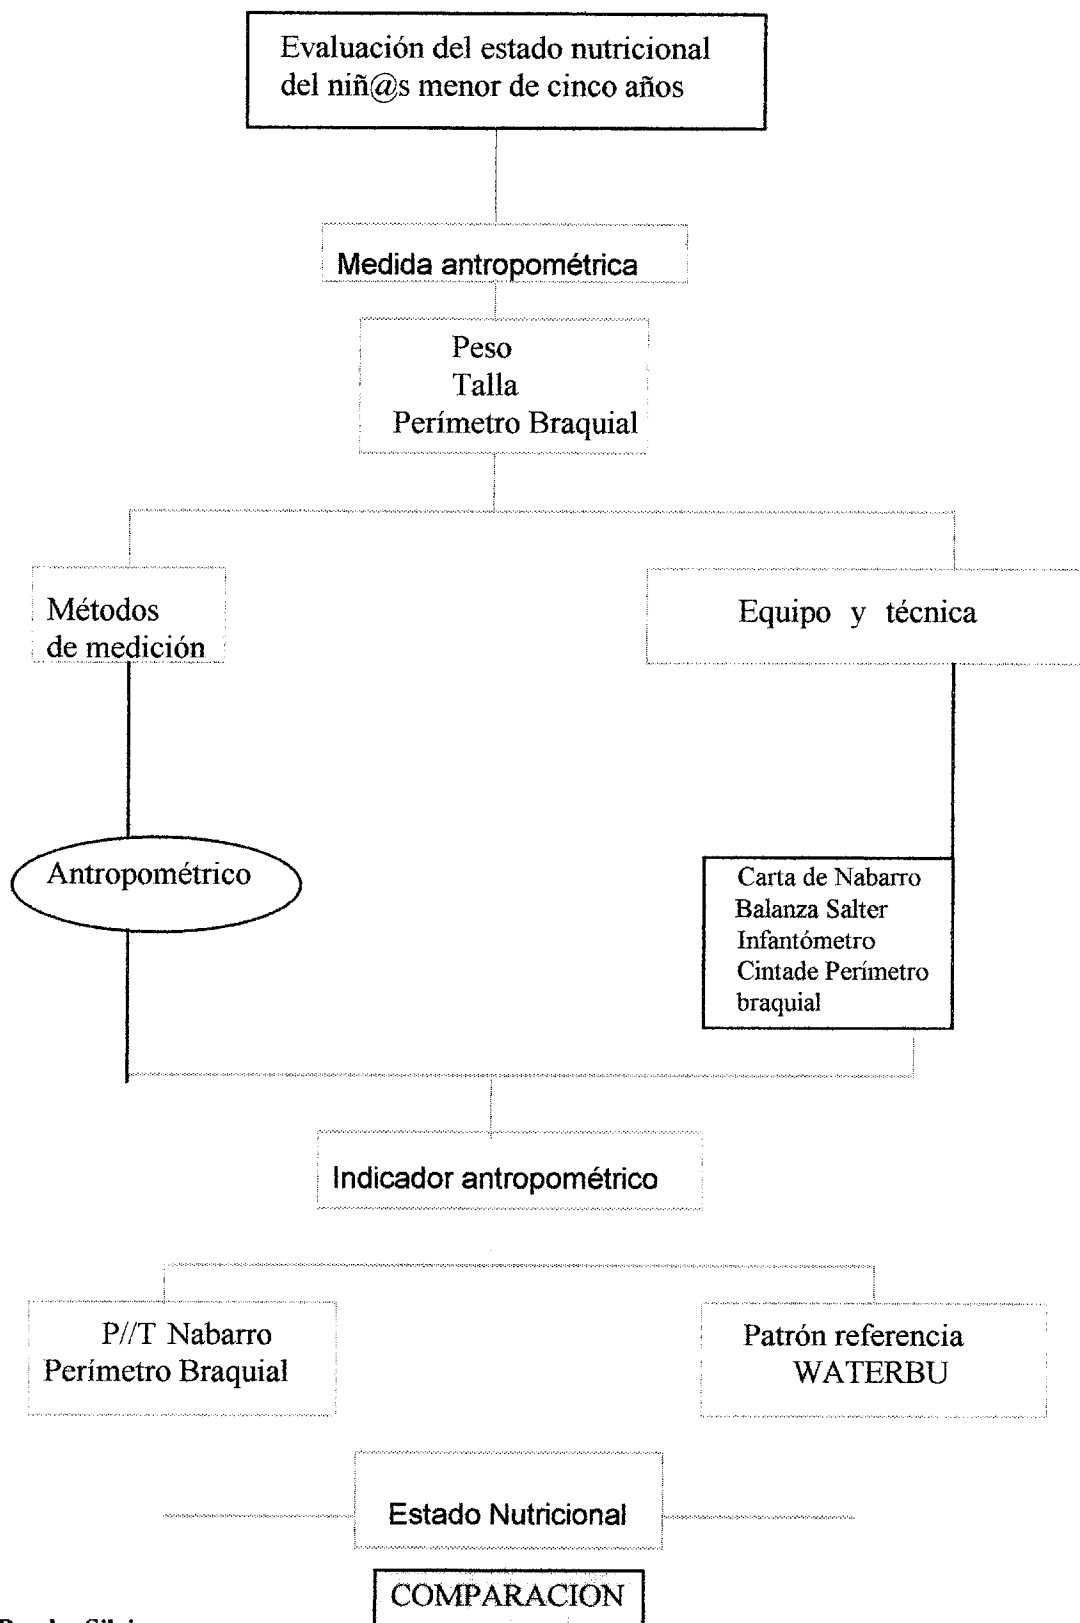 Evaluación del estado nutricional
del niñ@s menor de cinco años
Medida antropométrica
Peso
Talla
Perímetro Braquial
Métodos
de medición
Equipo y técnica
Antropométrico
Carta de Nabarro
Balanza Salter
Infantómetro
Cintade Perímetro
braquial
Indicador antropométrico
P//T Nabarro
Perímetro Braquial
Patrón referencia
WATERBU
Estado Nutricional
COMPARACION